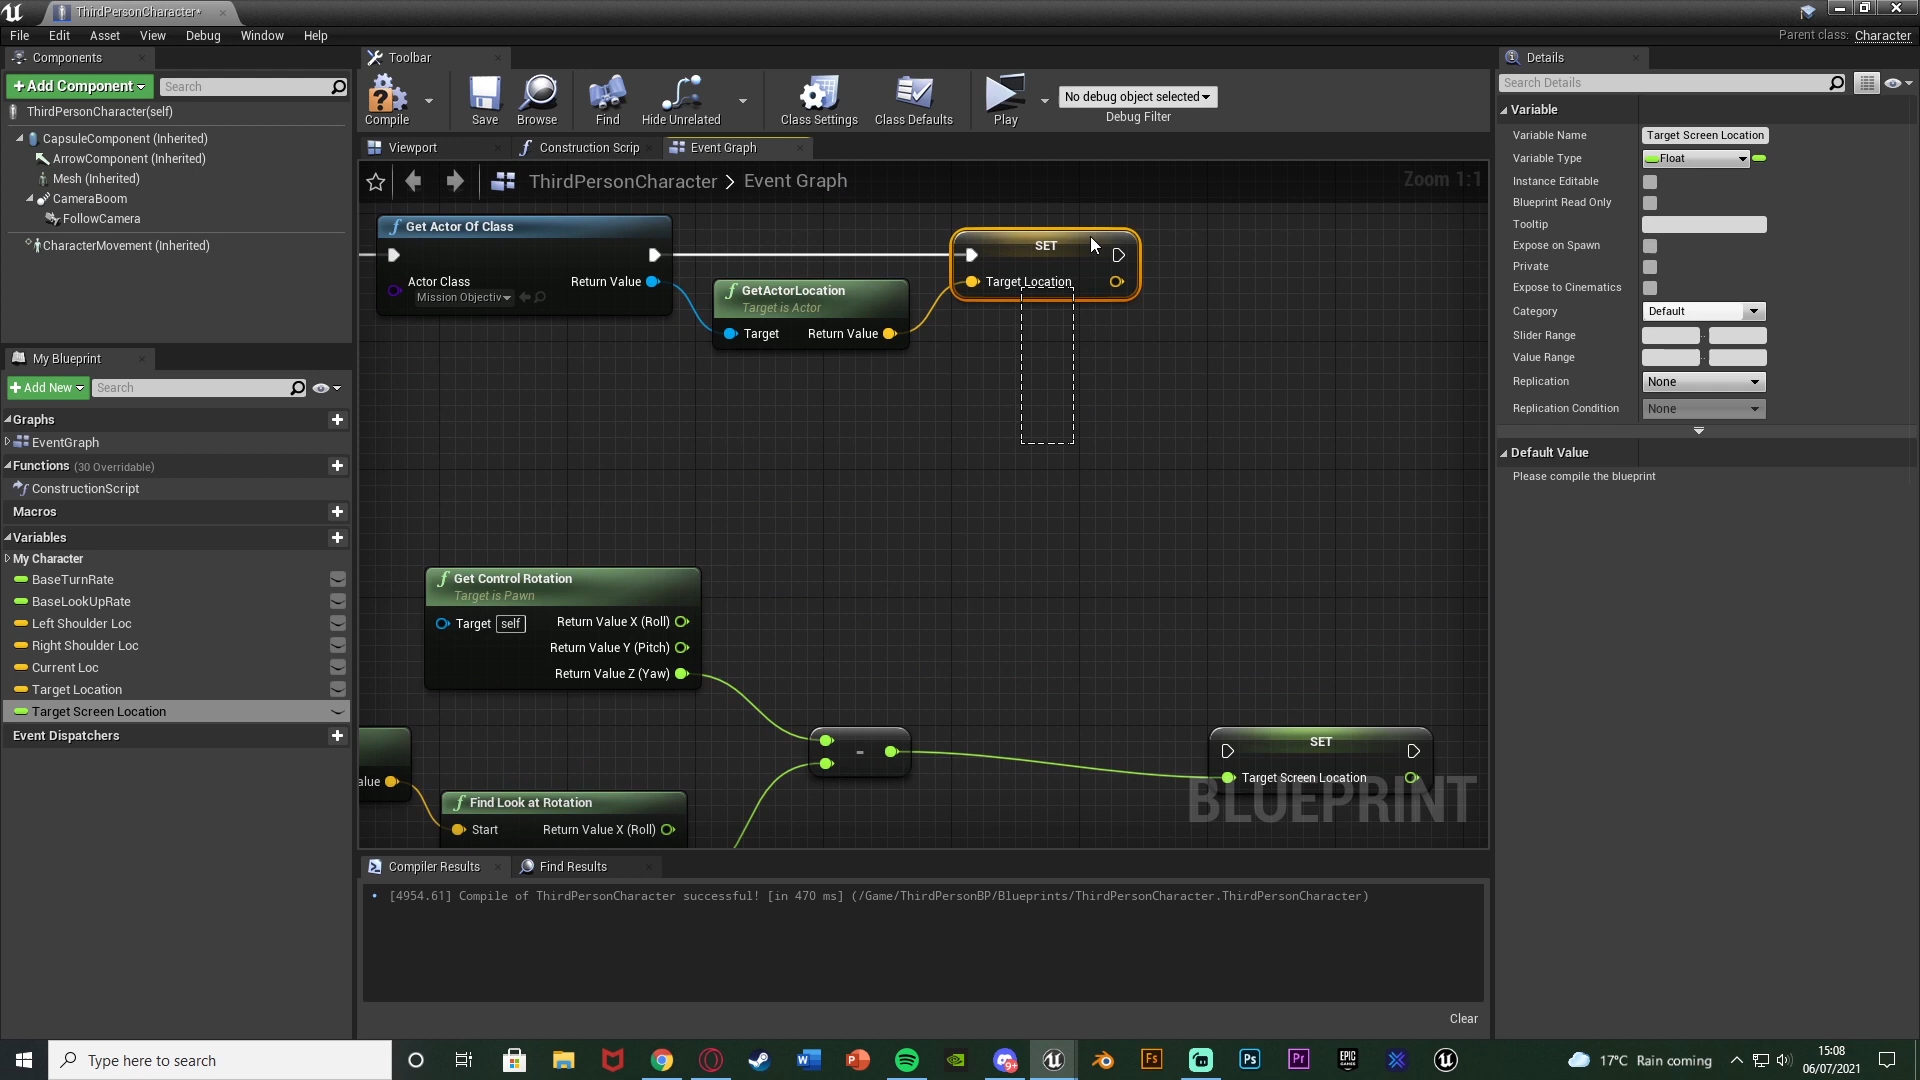 ThirdPersonCharacter*
File Edit Asset View Debug Window Help
Parent class: Character
Components
+Add Component
Search
ThirdPersonCharacter(self)
CapsuleComponent (Inherited)
ArrowComponent (Inherited)
Mesh (Inherited)
CameraBoom
FollowCamera
CharacterMovement (Inherited)
My Blueprint
+Add New
Search
Graphs
EventGraph
Functions (30 Overridable)
ConstructionScript
Macros
Variables
My Character
BaseTurnRate
BaseLookUpRate
Left Shoulder Loc
Right Shoulder Loc
Current Loc
Target Location
Target Screen Location
Event Dispatchers
Toolbar
Compile
Save
Browse
Find
Hide Unrelated
Class Settings
Class Defaults
Play
No debug object selected
Debug Filter
Viewport
Construction Scrip
Event Graph
ThirdPersonCharacter > Event Graph
Zoom 1:1
Get Actor Of Class
Actor Class
Mission Objectiv
Return Value
GetActorLocation
Target is Actor
Target Return Value
SET
Target Location
Get Control Rotation
Target is Pawn
Target self
Return Value X (Roll)
Return Value Y (Pitch)
Return Value Z (Yaw)
-
SET
Target Screen Location
alue
Find Look at Rotation
Start Return Value X (Roll)
BLUEPRINT
Compiler Results
Find Results
[4954.61] Compile of ThirdPersonCharacter successful! [in 470 ms] (/Game/ThirdPersonBP/Blueprints/ThirdPersonCharacter.ThirdPersonCharacter)
Clear
Details
Search Details
Variable
Variable Name Target Screen Location
Variable Type Float
Instance Editable
Blueprint Read Only
Tooltip
Expose on Spawn
Private
Expose to Cinematics
Category Default
Slider Range
Value Range
Replication None
Replication Condition None
Default Value
Please compile the blueprint
Type here to search
9+
Fs
Ps
Pr
EPIC GAMES
17°C Rain coming
15:08
06/07/2021